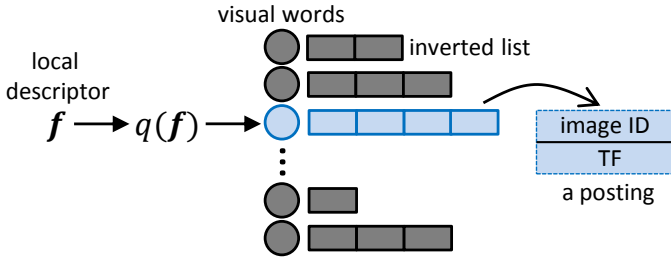 visual words
inverted list
local
descriptor
f
q(f)
image ID
TF
a posting